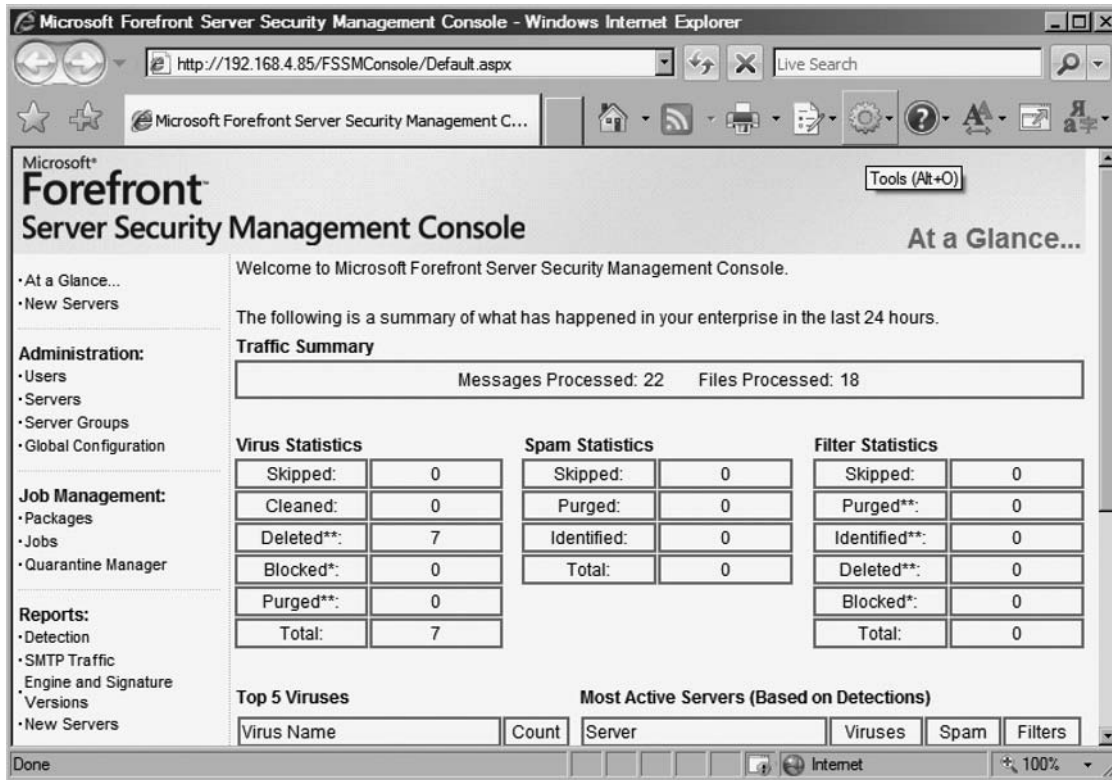 Microsoft Forefront Server Security Management Console - Windows Internet Explorer
http://192.168.4.85/FSSMConsole/Default.aspx
Live Search
Microsoft Forefront Server Security Management C...
Tools (Alt+O)
Microsoft®
Forefront™
Server Security Management Console
At a Glance...
·At a Glance...
·New Servers
Administration:
·Users
·Servers
·Server Groups
·Global Configuration
Job Management:
·Packages
·Jobs
·Quarantine Manager
Reports:
·Detection
·SMTP Traffic
·Engine and Signature
Versions
·New Servers
Welcome to Microsoft Forefront Server Security Management Console.
The following is a summary of what has happened in your enterprise in the last 24 hours.
Traffic Summary
Messages Processed: 22 Files Processed: 18
Virus Statistics
Skipped: 0
Cleaned: 0
Deleted**: 7
Blocked*: 0
Purged**: 0
Total: 7
Spam Statistics
Skipped: 0
Purged: 0
Identified: 0
Total: 0
Filter Statistics
Skipped: 0
Purged**: 0
Identified**: 0
Deleted**: 0
Blocked*: 0
Total: 0
Top 5 Viruses
Virus Name Count
Most Active Servers (Based on Detections)
Server Viruses Spam Filters
Done
Internet
100%